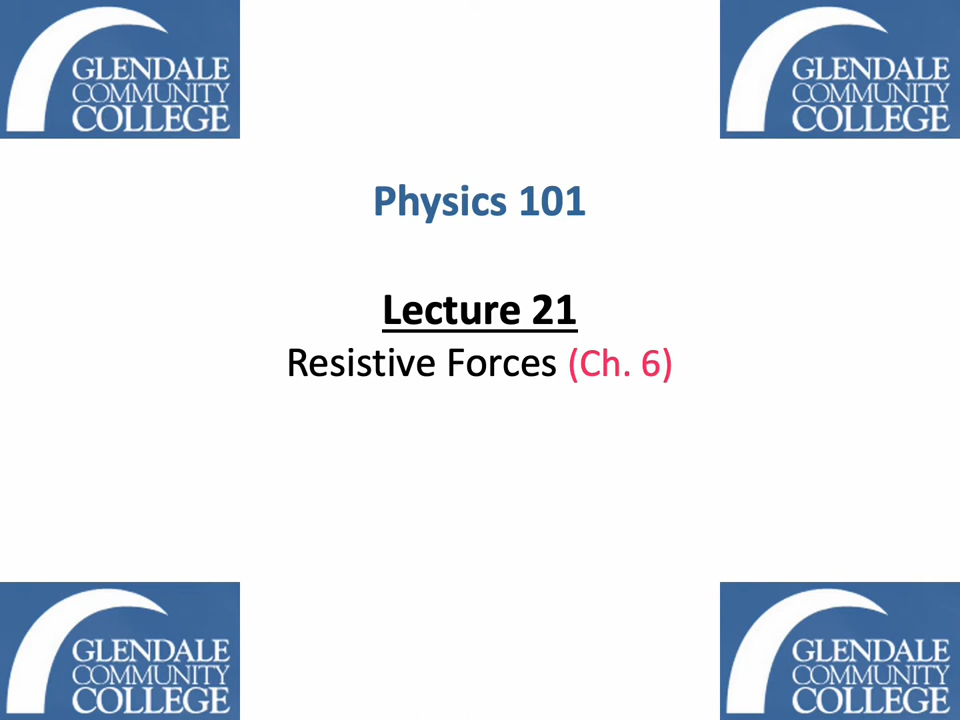 GLENDALE
COMMUNITY
COLLEGE
GLENDALE
COMMUNITY
COLLEGE
Physics 101
Lecture 21
Resistive Forces (Ch. 6)
GLENDALE
COMMUNITY
COLLEGE
GLENDALE
COMMUNITY
COLLEGE